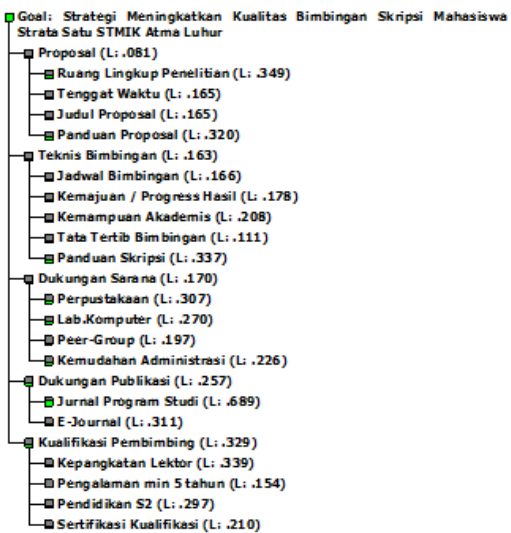 Goal: Strategi Meningkatkan Kualitas Bimbingan Skripsi Mahasiswa
Strata Satu STMIK Atma Luhur
Proposal (L: .081)
Ruang Lingkup Penelitian (L: .349)
Tenggat Waktu (L: .165)
Judul Proposal (L: .165)
Panduan Proposal (L: .320)
Teknis Bimbingan (L: .163)
Jadwal Bimbingan (L: .166)
Kemajuan / Progress Hasil (L: .178)
Kemampuan Akademis (L: .208)
Tata Tertib Bimbingan (L: .111)
Panduan Skripsi (L: .337)
Dukungan Sarana (L: .170)
Perpustakaan (L: .307)
Lab.Komputer (L: .270)
Peer-Group (L: .197)
Kemudahan Administrasi (L: .226)
Dukungan Publikasi (L: .257)
Jurnal Program Studi (L: .689)
E-Journal (L: .311)
Kualifikasi Pembimbing (L: .329)
Kepangkatan Lektor (L: .339)
Pengalaman min 5 tahun (L: .154)
Pendidikan S2 (L: .297)
Sertifikasi Kualifikasi (L: .210)